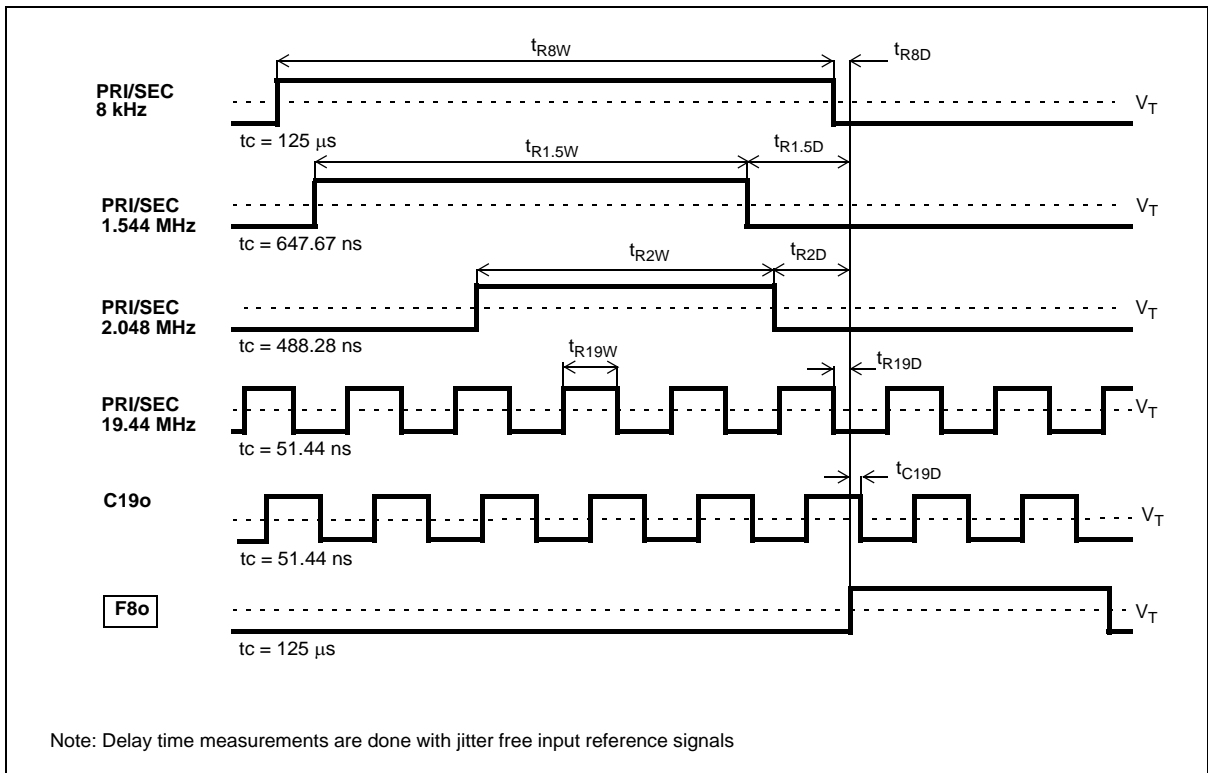 tR8W
tR8D
PRI/SEC
8 kHz
VT
tc = 125 μs
tR1.5W
tR1.5D
PRI/SEC
1.544 MHz
VT
tc = 647.67 ns
tR2W
tR2D
PRI/SEC
2.048 MHz
VT
tc = 488.28 ns
tR19W
tR19D
PRI/SEC
19.44 MHz
VT
tc = 51.44 ns
tC19D
C19o
VT
tc = 51.44 ns
F8o
VT
tc = 125 μs
Note: Delay time measurements are done with jitter free input reference signals